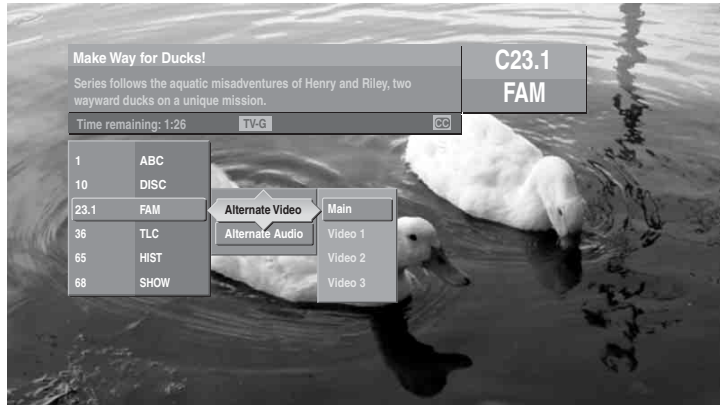 Make Way for Ducks!
C23.1
Series follows the aquatic misadventures of Henry and Riley, two
wayward ducks on a unique mission.
FAM
Time remaining: 1:26 TV-G CC
1 ABC
10 DISC
23.1 FAM Alternate Video Main
36 TLC Alternate Audio Video 1
65 HIST Video 2
68 SHOW Video 3